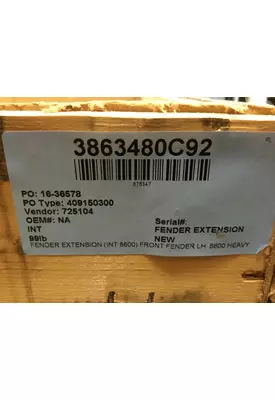 3863480C92
878347
PO: 16-36578
PO Type: 409150300
Vendor: 725104
OEM#: NA Serial#:
INT FENDER EXTENSION
99lb NEW
FENDER EXTENSION (INT 8600) FRONT FENDER LH 8600 HEAVY